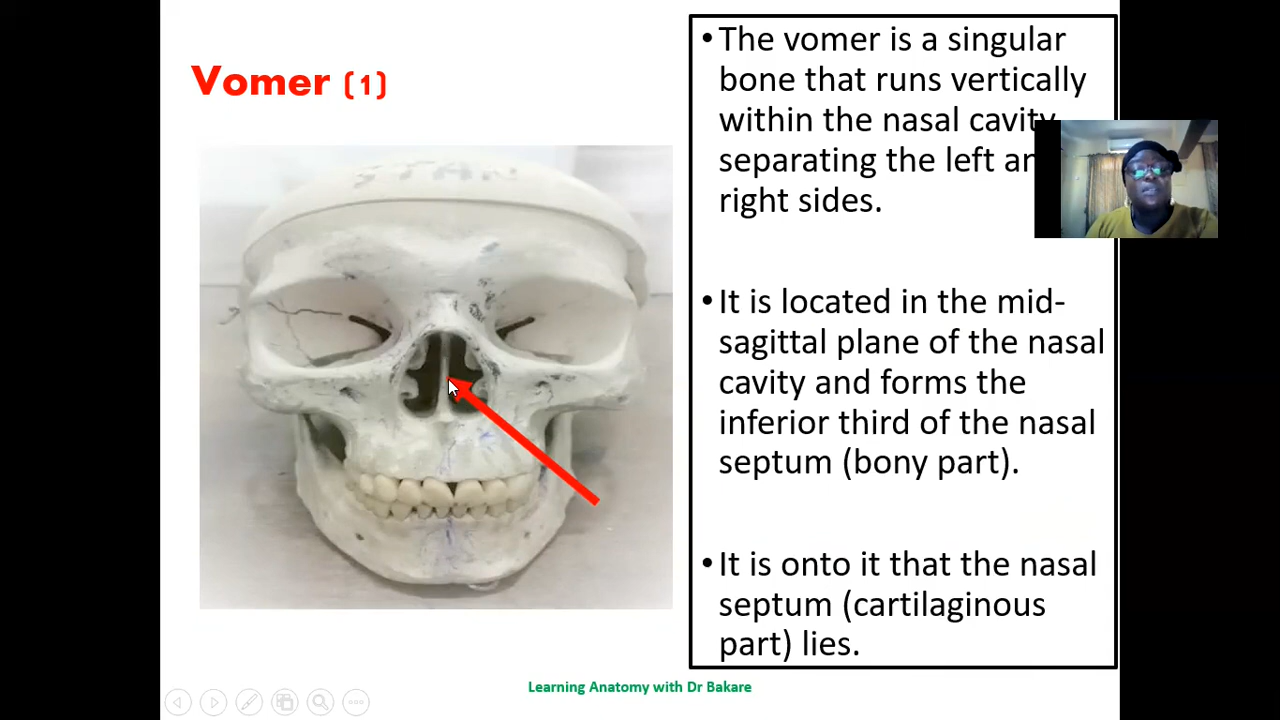 Vomer (1)
STAN
• The vomer is a singular
bone that runs vertically
within the nasal cavity
separating the left
right sides.
• It is located in the mid-
sagittal plane of the nasal
cavity and forms the
inferior third of the nasal
septum (bony part).
• It is onto it that the nasal
septum (cartilaginous
part) lies.
Learning Anatomy with Dr Bakare